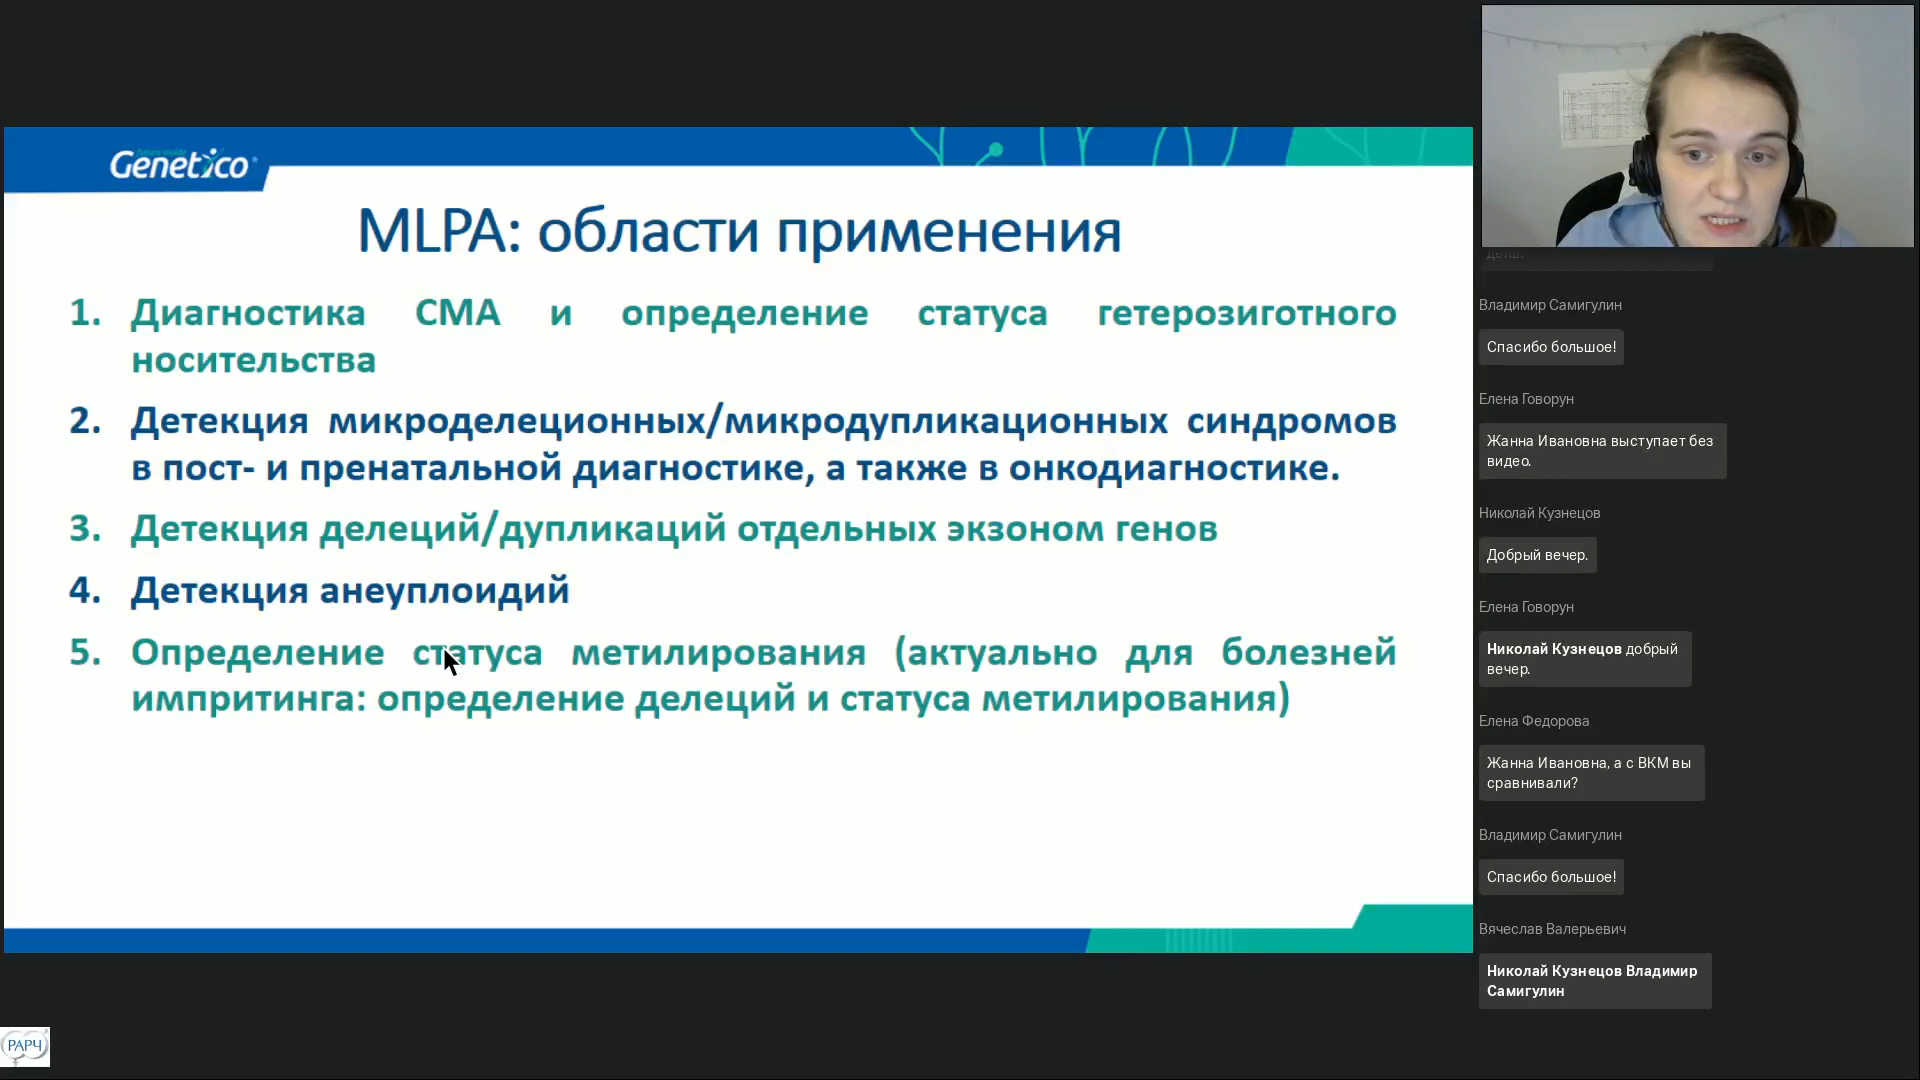 Genetico
MLPA: области применения
1. Диагностика СМА и определение статуса гетерозиготного
носительства
2. Детекция микроделеционных/микродупликационных синдромов
в пост- и пренатальной диагностике, а также в онкодиагностике.
3. Детекция делеций/дупликаций отдельных экзоном генов
4. Детекция анеуплоидий
5. Определение статуса метилирования (актуально для болезней
импритинга: определение делеций и статуса метилирования)
РАРЧ
день.
Владимир Самигулин
Спасибо большое!
Елена Говорун
Жанна Ивановна выступает без
видео.
Николай Кузнецов
Добрый вечер.
Елена Говорун
Николай Кузнецов добрый
вечер.
Елена Федорова
Жанна Ивановна, а с ВКМ вы
сравнивали?
Владимир Самигулин
Спасибо большое!
Вячеслав Валерьевич
Николай Кузнецов Владимир
Самигулин